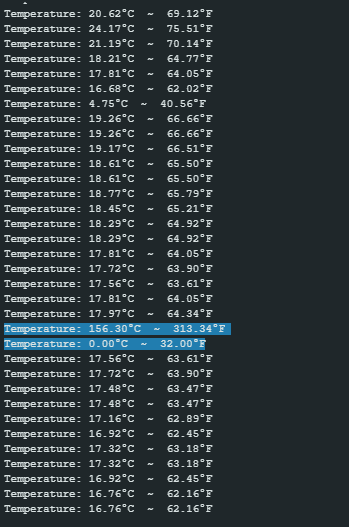 Temperature: 20.62°C  ~  69.12°F
Temperature: 24.17°C  ~  75.51°F
Temperature: 21.19°C  ~  70.14°F
Temperature: 18.21°C  ~  64.77°F
Temperature: 17.81°C  ~  64.05°F
Temperature: 16.68°C  ~  62.02°F
Temperature: 4.75°C  ~  40.56°F
Temperature: 19.26°C  ~  66.66°F
Temperature: 19.26°C  ~  66.66°F
Temperature: 19.17°C  ~  66.51°F
Temperature: 18.61°C  ~  65.50°F
Temperature: 18.61°C  ~  65.50°F
Temperature: 18.77°C  ~  65.79°F
Temperature: 18.45°C  ~  65.21°F
Temperature: 18.29°C  ~  64.92°F
Temperature: 18.29°C  ~  64.92°F
Temperature: 17.81°C  ~  64.05°F
Temperature: 17.72°C  ~  63.90°F
Temperature: 17.56°C  ~  63.61°F
Temperature: 17.81°C  ~  64.05°F
Temperature: 17.97°C  ~  64.34°F
Temperature: 156.30°C  ~  313.34°F
Temperature: 0.00°C  ~  32.00°F
Temperature: 17.56°C  ~  63.61°F
Temperature: 17.72°C  ~  63.90°F
Temperature: 17.48°C  ~  63.47°F
Temperature: 17.48°C  ~  63.47°F
Temperature: 17.16°C  ~  62.89°F
Temperature: 16.92°C  ~  62.45°F
Temperature: 17.32°C  ~  63.18°F
Temperature: 17.32°C  ~  63.18°F
Temperature: 16.92°C  ~  62.45°F
Temperature: 16.76°C  ~  62.16°F
Temperature: 16.76°C  ~  62.16°F